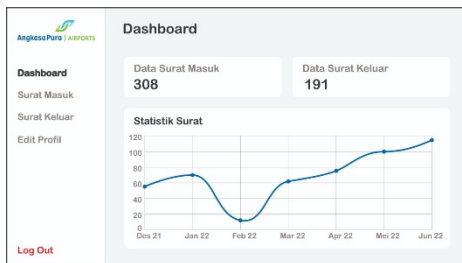 AngkasaPura | AIRPORTS
Dashboard
Surat Masuk
Surat Keluar
Edit Profil
Log Out
Dashboard
Data Surat Masuk
308
Data Surat Keluar
191
Statistik Surat
120
100
80
60
40
20
0
Des 21 Jan 22 Feb 22 Mar 22 Apr 22 Mei 22 Jun 22